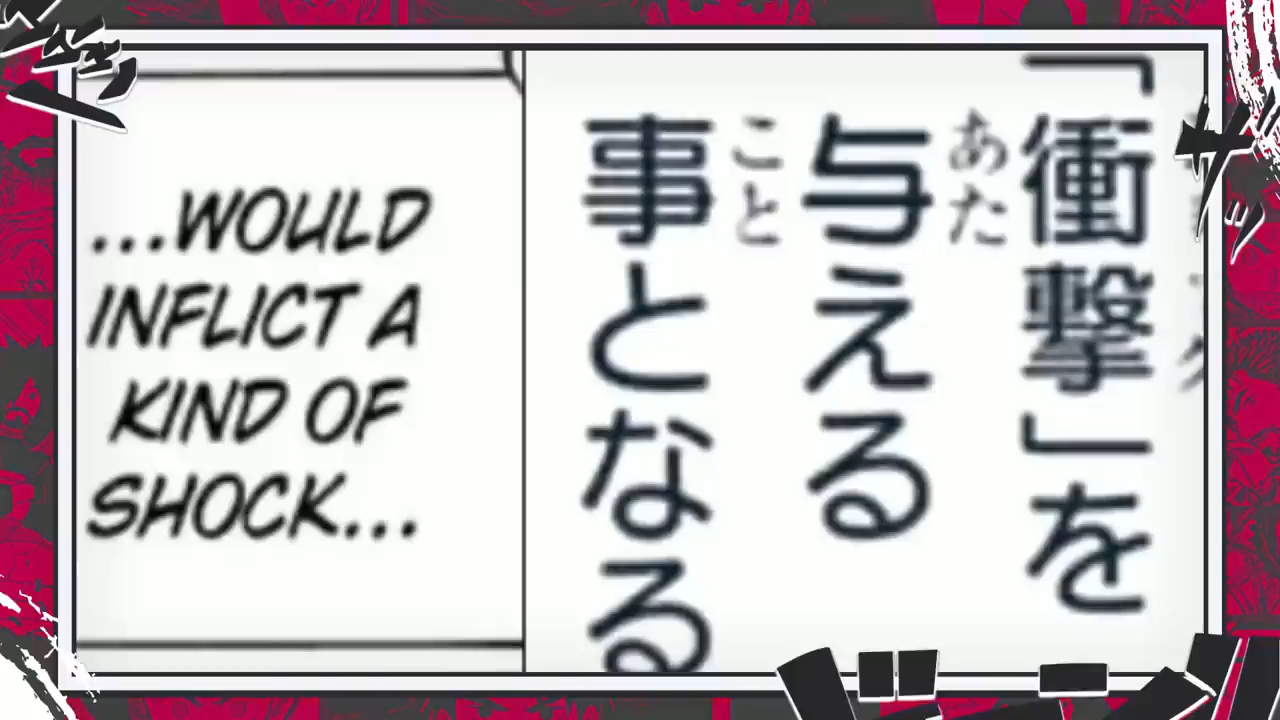 ...WOULD
INFLICT A
KIND OF
SHOCK...
「衝撃」を
与える
あた
事となる
こと